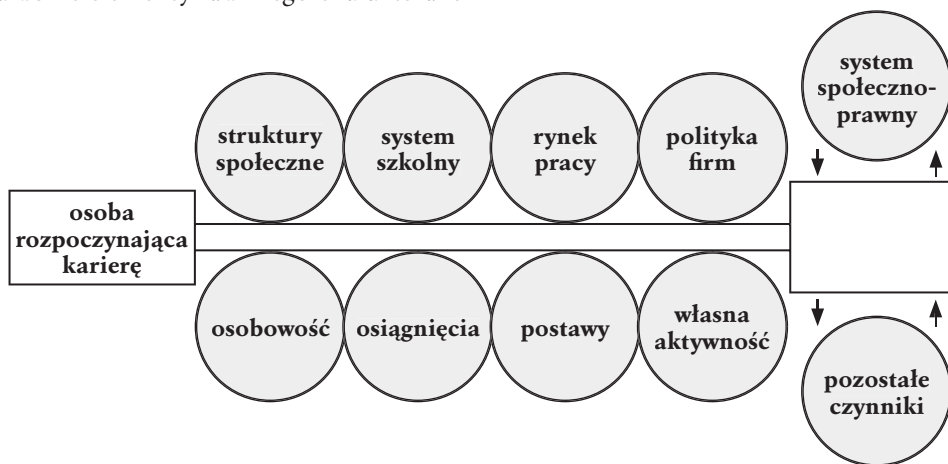 system
społeczno-
prawny
struktury
społeczne
system
szkolny
rynek
pracy
polityka
firm
osoba
rozpoczynająca
karierę
osobowość
osiągnięcia
postawy
własna
aktywność
pozostałe
czynniki